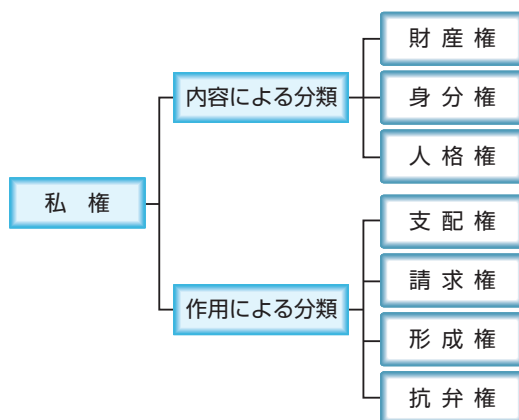 私権
内容による分類
財産権
身分権
人格権
作用による分類
支配権
請求権
形成権
抗弁権